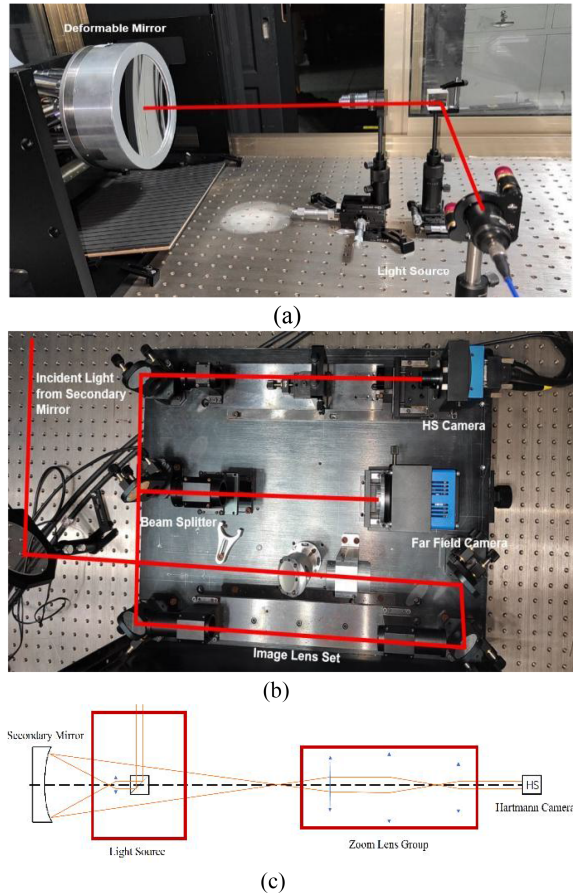 Deformable Mirror
Light Source
(a)
Incident Light
from Secondary
Mirror
HS Camera
Beam Splitter
Far Field Camera
Image Lens Set
(b)
Secondary Mirror
HS
Hartmann Camera
Light Source
Zoom Lens Group
(c)